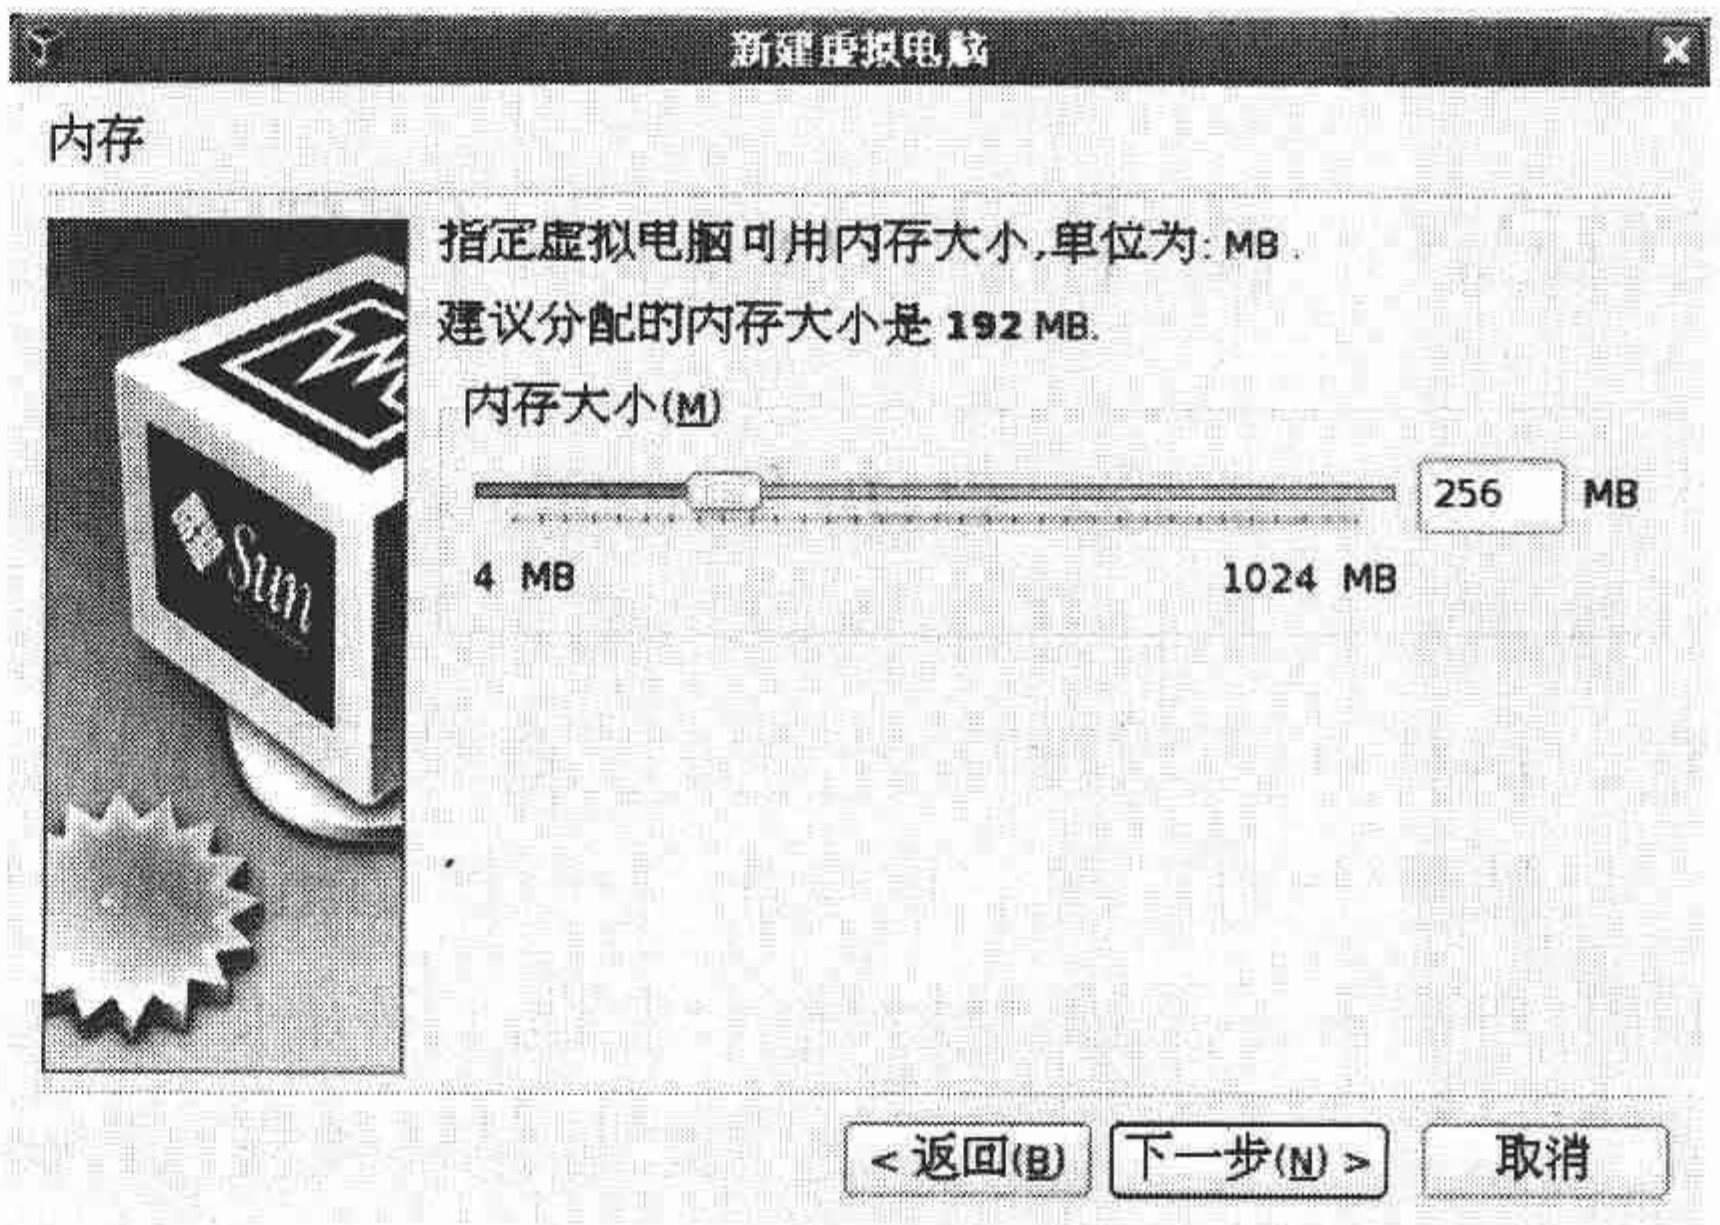 新建虚拟电脑
内存
指定虚拟电脑可用内存大小,单位为: MB .
建议分配的内存大小是 192 MB.
内存大小(M)
256 MB
4 MB 1024 MB
Sun
< 返回(B) 下一步(N) > 取消